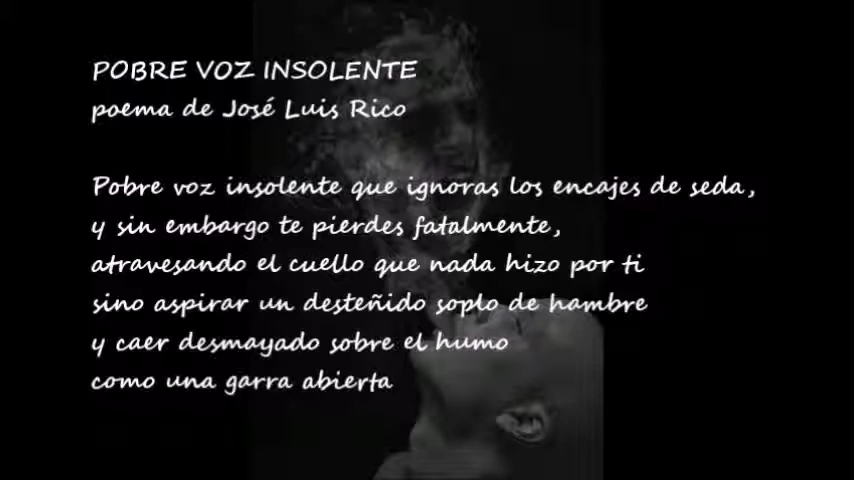 POBRE VOZ INSOLENTE
poema de José Luis Rico
Pobre voz insolente que ignoras los encajes de seda,
y sin embargo te pierdes fatalmente,
atravesando el cuello que nada hizo por ti
sino aspirar un desteñido soplo de hambre
y caer desmayado sobre el humo
como una garra abierta